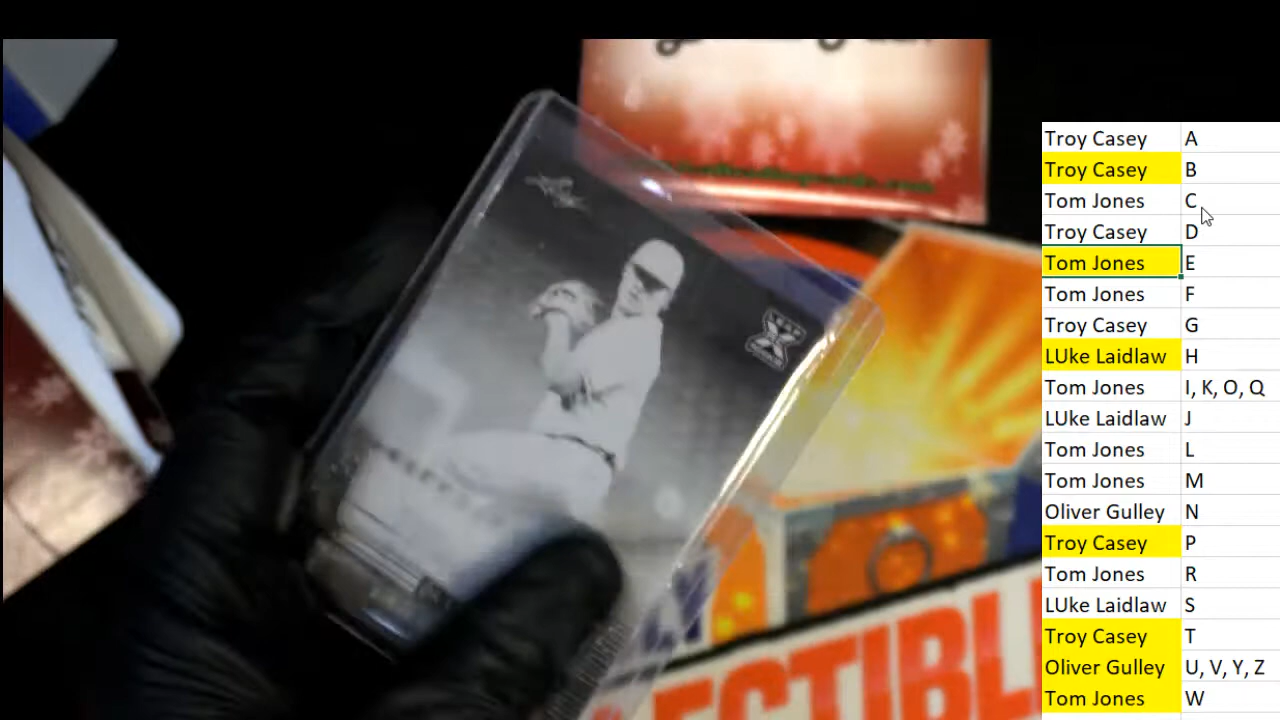 Troy Casey A
Troy Casey B
Tom Jones C
Troy Casey D
Tom Jones E
Tom Jones F
Troy Casey G
LUke Laidlaw H
Tom Jones I, K, O, Q
LUke Laidlaw J
Tom Jones L
Tom Jones M
Oliver Gulley N
Troy Casey P
Tom Jones R
LUke Laidlaw S
Troy Casey T
Oliver Gulley U, V, Y, Z
Tom Jones W
LEAF
X
ECTIBL